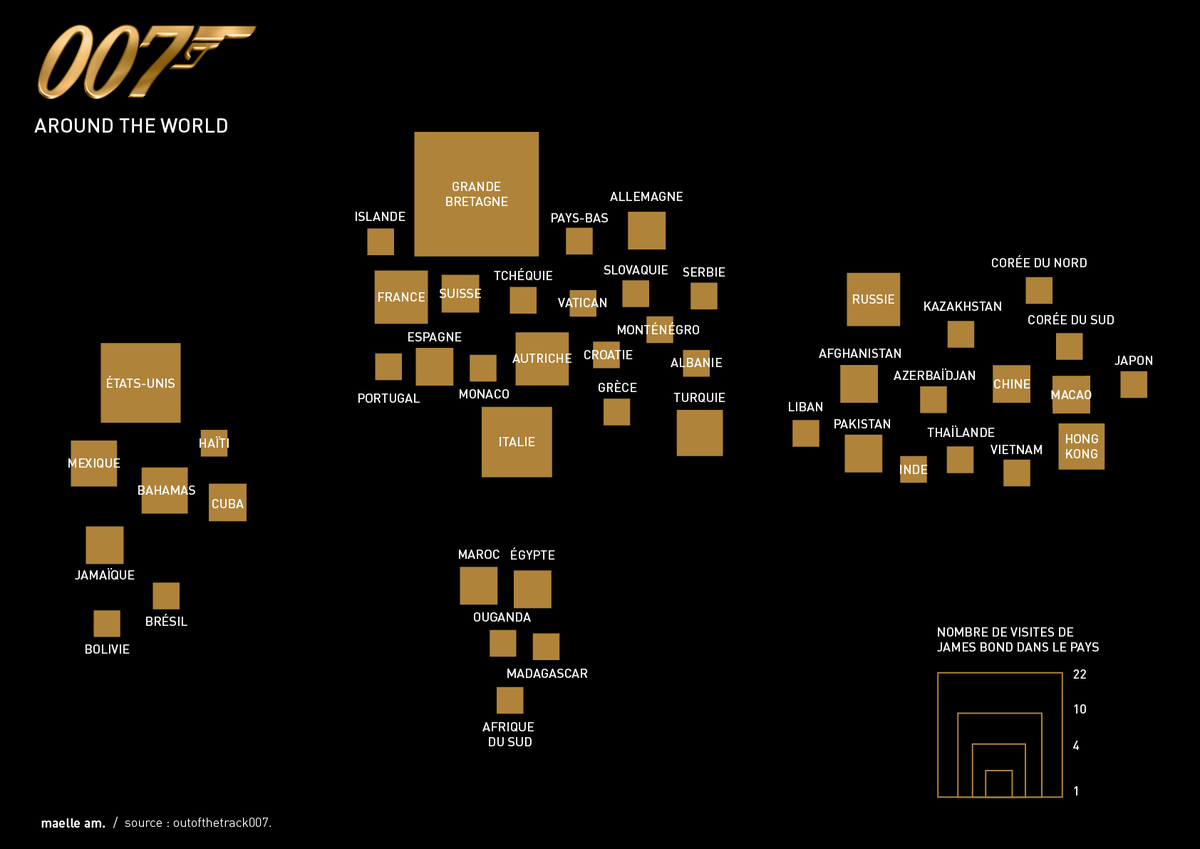 007
AROUND THE WORLD
GRANDE
BRETAGNE
ISLANDE
PAYS-BAS
ALLEMAGNE
FRANCE
SUISSE
TCHÉQUIE
VATICAN
SLOVAQUIE
SERBIE
MONTÉNÉGRO
ESPAGNE
AUTRICHE
CROATIE
ALBANIE
PORTUGAL
MONACO
GRÈCE
TURQUIE
ITALIE
ÉTATS-UNIS
HAÏTI
MEXIQUE
BAHAMAS
CUBA
JAMAÏQUE
BRÉSIL
BOLIVIE
MAROC
ÉGYPTE
OUGANDA
MADAGASCAR
AFRIQUE
DU SUD
RUSSIE
CORÉE DU NORD
KAZAKHSTAN
CORÉE DU SUD
AFGHANISTAN
AZERBAÏDJAN
CHINE
MACAO
JAPON
LIBAN
PAKISTAN
THAÏLANDE
INDE
VIETNAM
HONG
KONG
NOMBRE DE VISITES DE
JAMES BOND DANS LE PAYS
22
10
4
1
maelle am. / source : outofthetrack007.